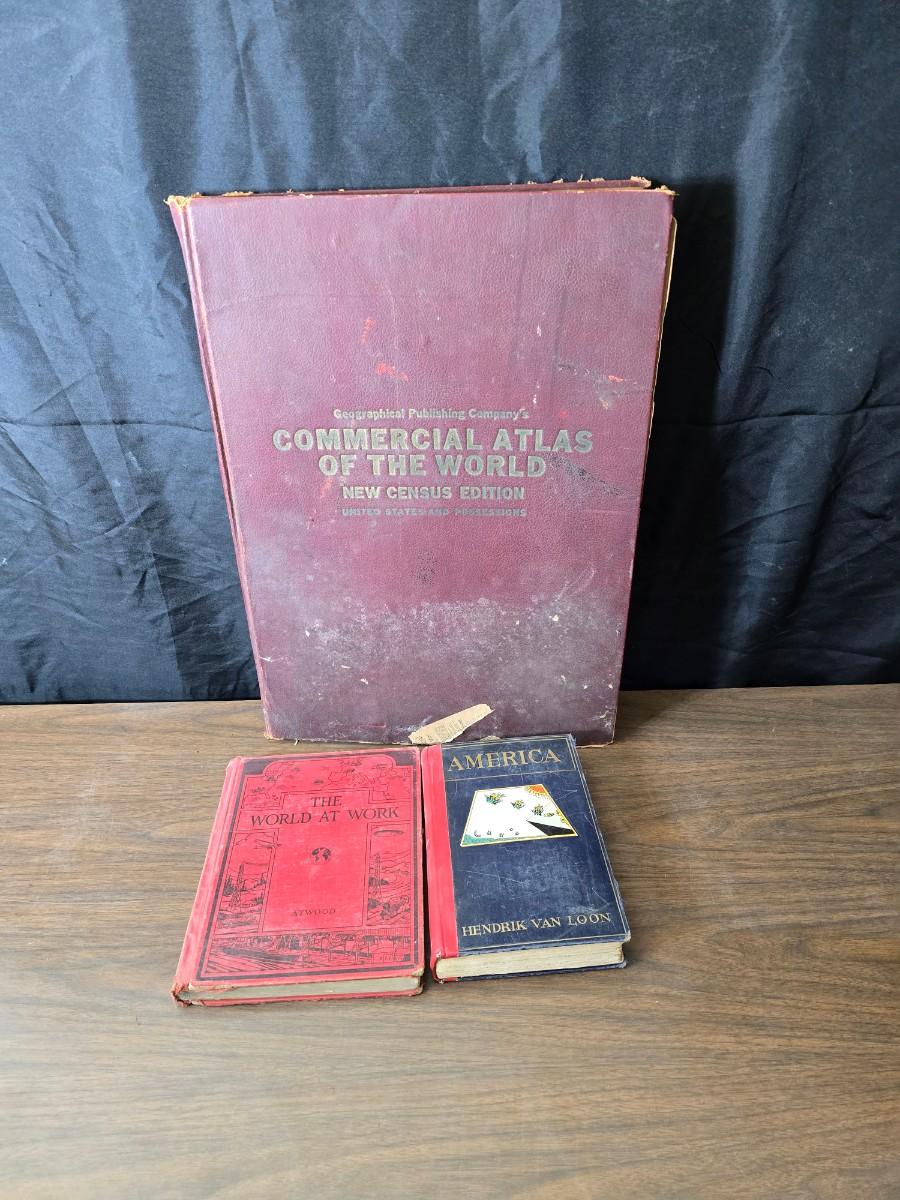 Geographical Publishing Company's
COMMERCIAL ATLAS
OF THE WORLD
NEW CENSUS EDITION
UNITED STATES AND POSSESSIONS
THE
WORLD AT WORK
ATWOOD
AMERICA
HENDRIK VAN LOON